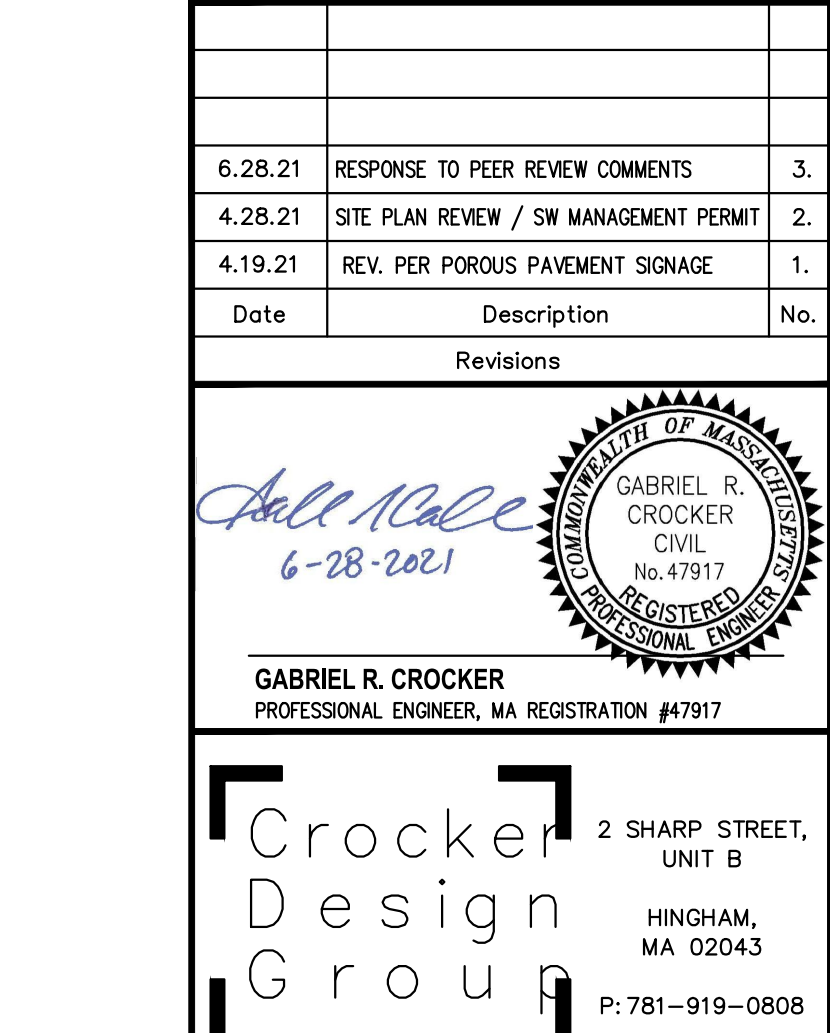 6.28.21 RESPONSE TO PEER REVIEW COMMENTS 3.
4.28.21 SITE PLAN REVIEW / SW MANAGEMENT PERMIT 2.
4.19.21 REV. PER POROUS PAVEMENT SIGNAGE 1.
Date Description No.
Revisions
6-28-2021
COMMONWEALTH OF MASSACHUSETTS
GABRIEL R.
CROCKER
CIVIL
No. 47917
REGISTERED
PROFESSIONAL ENGINEER
GABRIEL R. CROCKER
PROFESSIONAL ENGINEER, MA REGISTRATION #47917
Crocker
Design
Group
2 SHARP STREET,
UNIT B
HINGHAM,
MA 02043
P: 781-919-0808